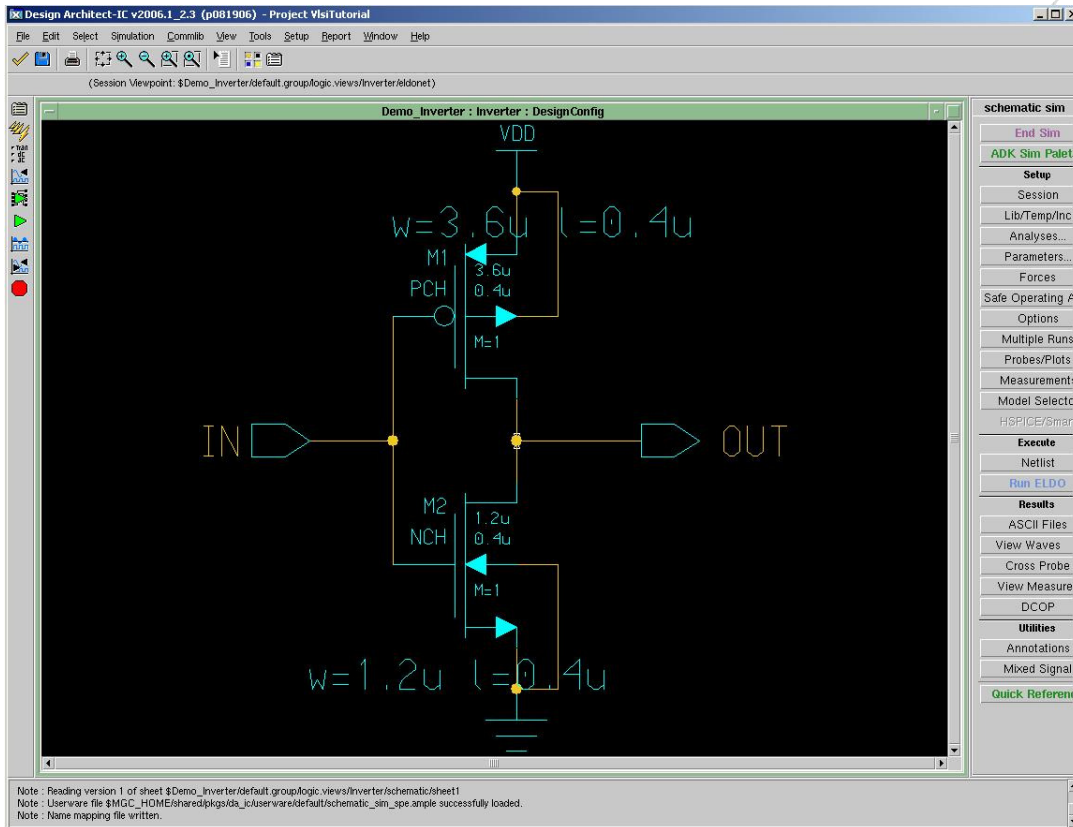 Design Architect-IC v2006.1_2.3 (p081906) - Project VlsiTutorial
File Edit Select Simulation Commlib View Tools Setup Report Window Help
(Session Viewpoint: $Demo_Inverter/default.group/logic.views/Inverter/eldonet)
Demo_Inverter : Inverter : DesignConfig
VDD
w=3.6u l=0.4u
M1
3.6u
PCH
0.4u
M=1
IN
OUT
M2
1.2u
NCH
0.4u
M=1
w=1.2u l=0.4u
schematic sim
End Sim
ADK Sim Palet
Setup
Session
Lib/Temp/Inc
Analyses...
Parameters...
Forces
Safe Operating A
Options
Multiple Runs
Probes/Plots
Measurement
Model Selecto
HSPICE/Smar
Execute
Netlist
Run ELDO
Results
ASCII Files
View Waves
Cross Probe
View Measure
DCOP
Utilities
Annotations
Mixed Signal
Quick Referen
Note : Reading version 1 of sheet $Demo_Inverter/default.group/logic.views/Inverter/schematic/sheet1
Note : Userware file $MGC_HOME/shared/pkgs/da_ic/userware/default/schematic_sim_spe.ample successfully loaded.
Note : Name mapping file written.